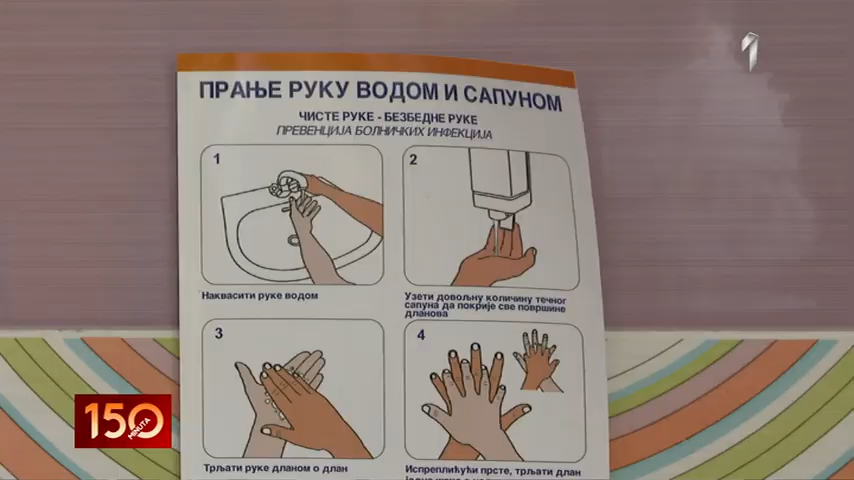 1
ПРАЊЕ РУКУ ВОДОМ И САПУНОМ
ЧИСТЕ РУКЕ - БЕЗБЕДНЕ РУКЕ
ПРЕВЕНЦИЈА БОЛНИЧКИХ ИНФЕКЦИЈА
1
2
Наквасити руке водом
Узети довољну количину течног
сапуна да покрије све површине
дланова
3
4
Трљати руке дланом о длан
Испреплићући прсте, трљати длан
150
MINUTA